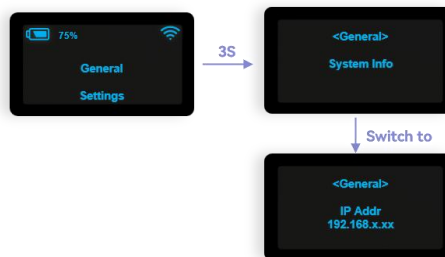 75%
General
Settings
3S
<General>
System Info
Switch to
<General>
IP Addr
192.168.x.xx